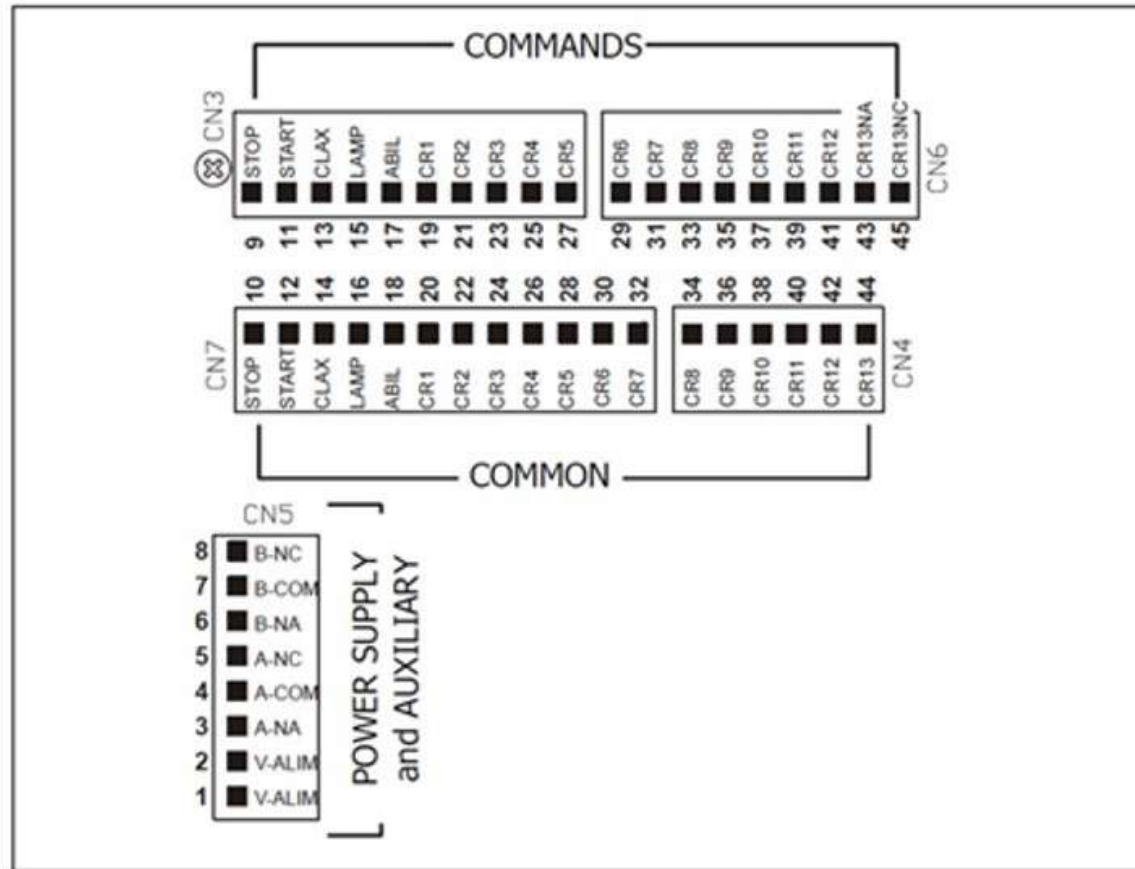 COMMANDS
CN3
STOP
START
CLAX
LAMP
ABIL
CR1
CR2
CR3
CR4
CR5
CR6
CR7
CR8
CR9
CR10
CR11
CR12
CR13NA
CR13NC
CN6
9
11
13
15
17
19
21
23
25
27
29
31
33
35
37
39
41
43
45
10
12
14
16
18
20
22
24
26
28
30
32
34
36
38
40
42
44
CN7
STOP
START
CLAX
LAMP
ABIL
CR1
CR2
CR3
CR4
CR5
CR6
CR7
CR8
CR9
CR10
CR11
CR12
CR13
CN4
COMMON
CN5
8 B-NC
7 B-COM
6 B-NA
5 A-NC
4 A-COM
3 A-NA
2 V-ALIM
1 V-ALIM
POWER SUPPLY
and AUXILIARY